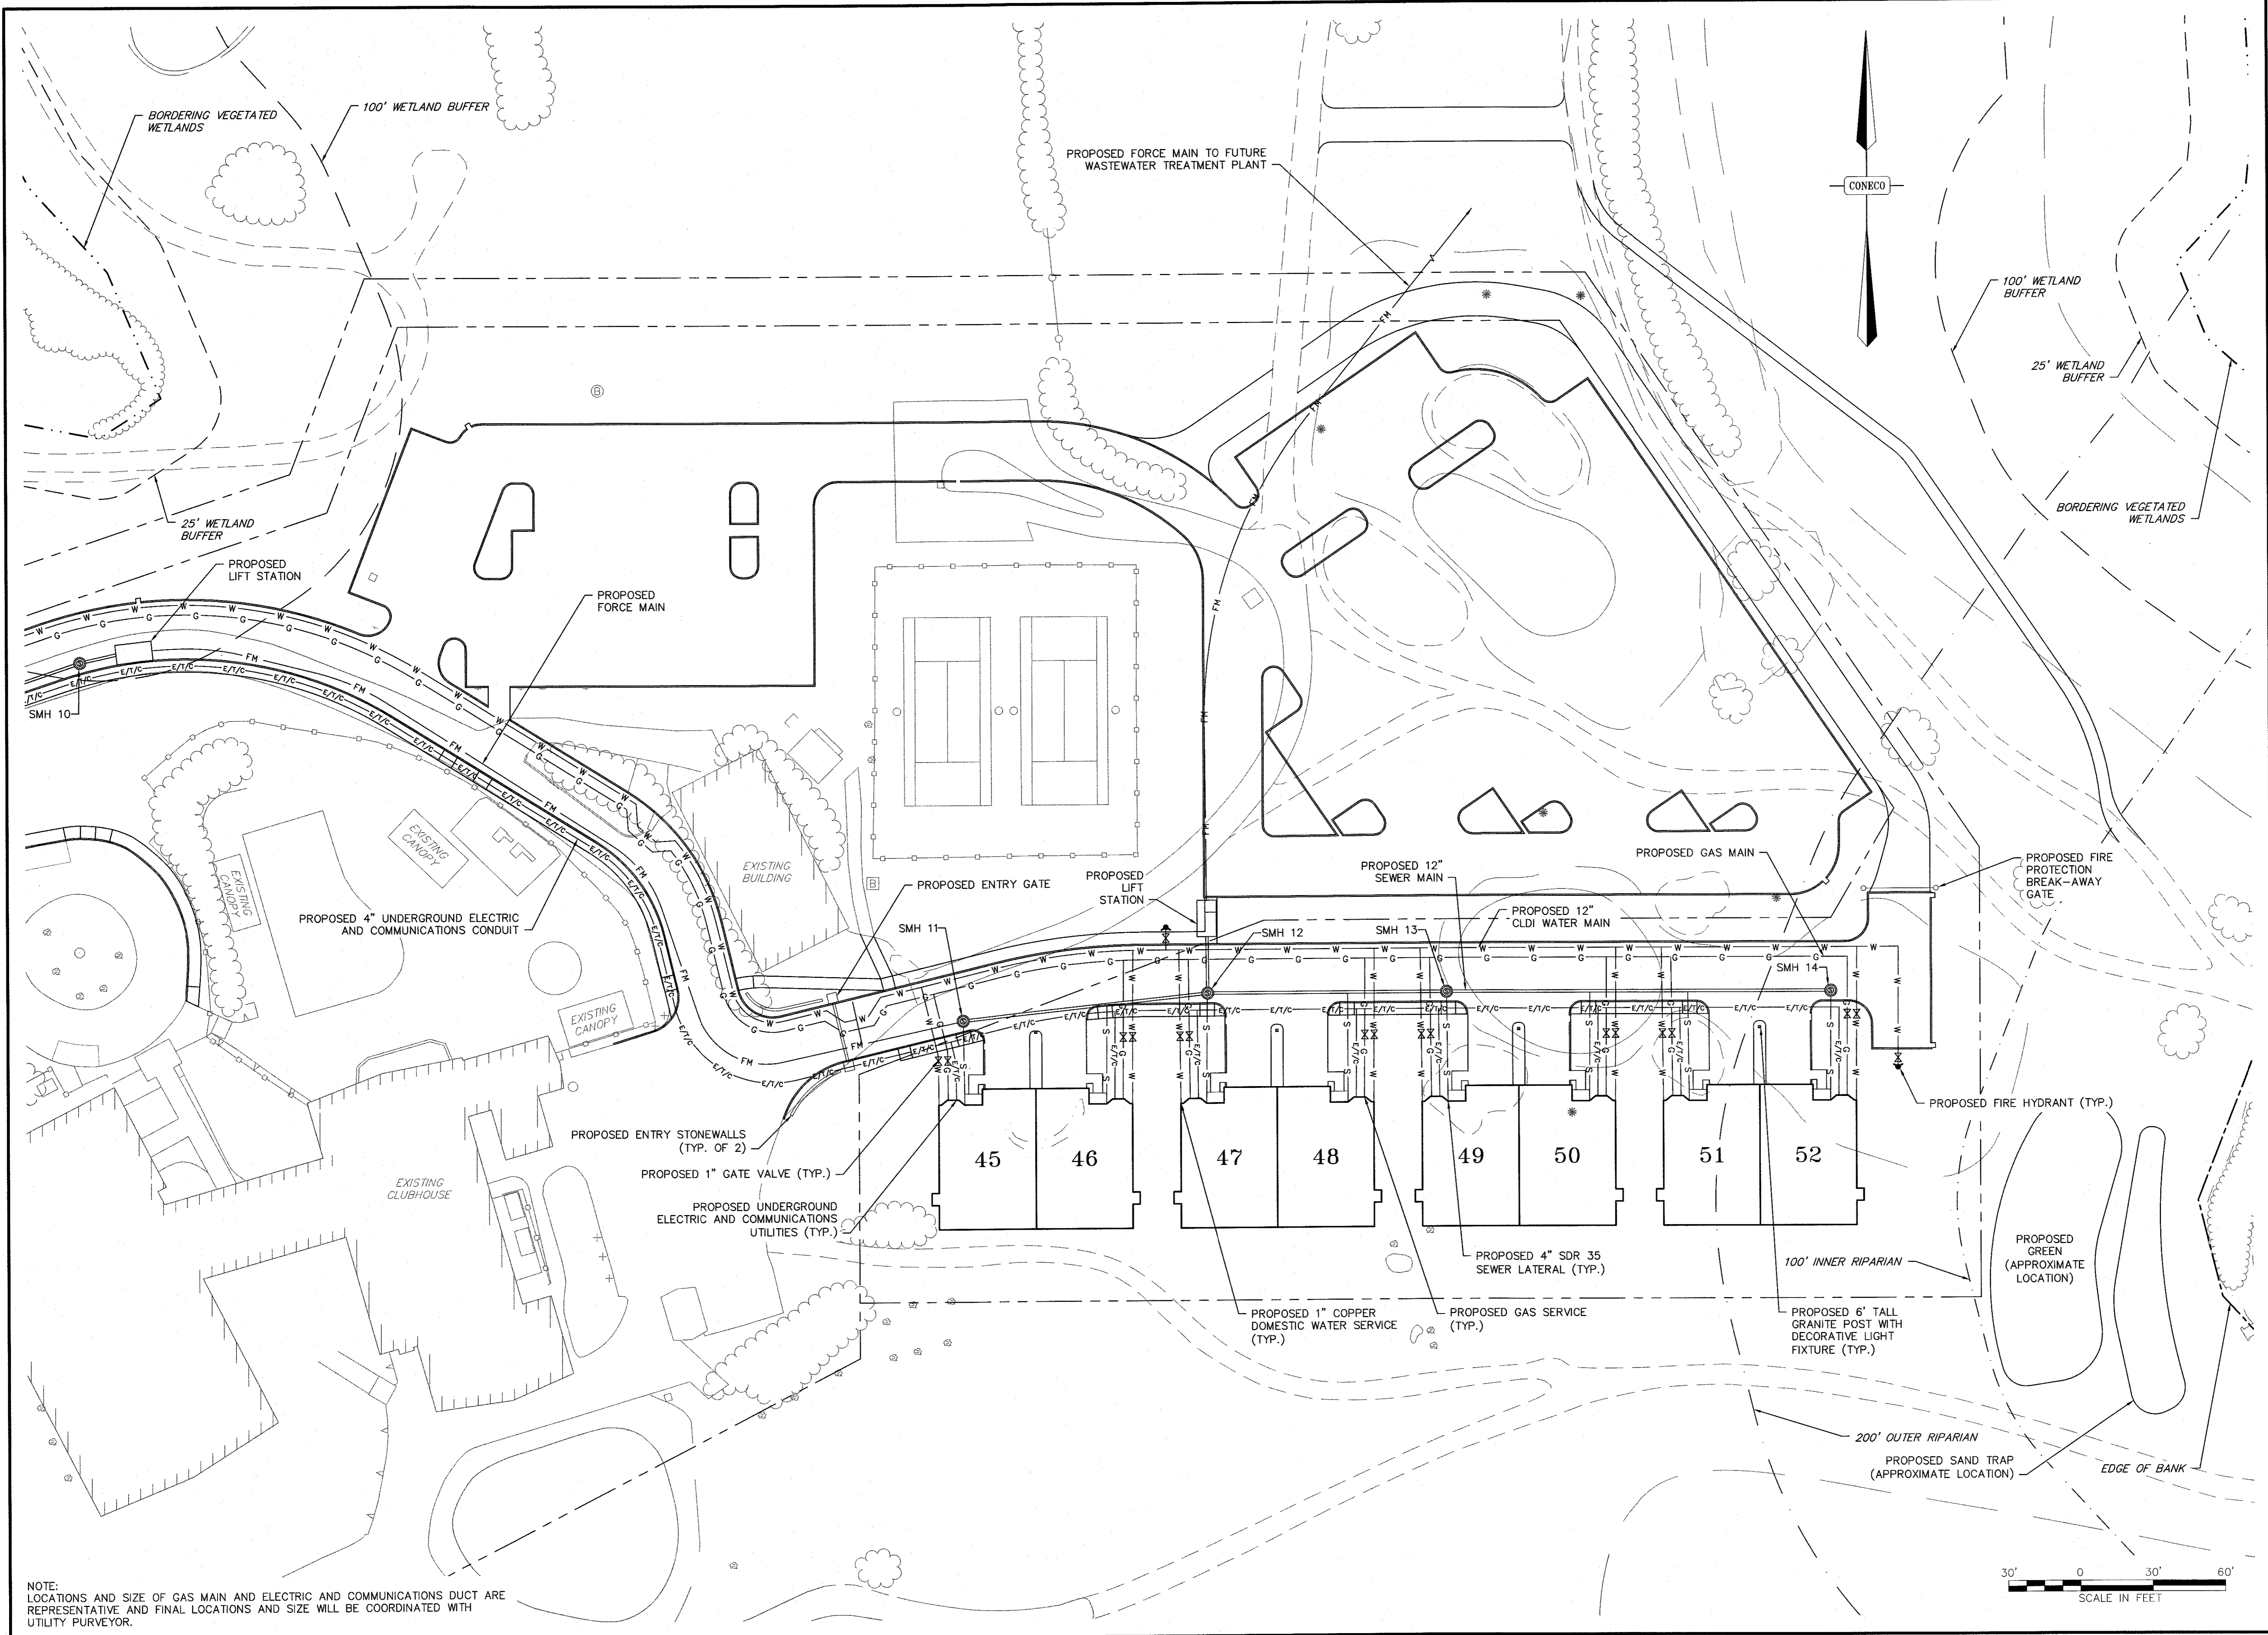 BORDERING VEGETATED
WETLANDS
100' WETLAND BUFFER
PROPOSED FORCE MAIN TO FUTURE
WASTEWATER TREATMENT PLANT
CONECO
100' WETLAND
BUFFER
25' WETLAND
BUFFER
BORDERING VEGETATED
WETLANDS
25' WETLAND
BUFFER
PROPOSED
LIFT STATION
PROPOSED
FORCE MAIN
SMH 10
EXISTING
CANOPY
EXISTING
CANOPY
EXISTING
BUILDING
B
B
PROPOSED 4" UNDERGROUND ELECTRIC
AND COMMUNICATIONS CONDUIT
PROPOSED ENTRY GATE
PROPOSED
LIFT
STATION
PROPOSED 12"
SEWER MAIN
PROPOSED GAS MAIN
PROPOSED FIRE
PROTECTION
BREAK-AWAY
GATE
PROPOSED 12"
CLDI WATER MAIN
SMH 11
SMH 12
SMH 13
SMH 14
EXISTING
CANOPY
W
G
FM
E/T/C
S
PROPOSED FIRE HYDRANT (TYP.)
PROPOSED ENTRY STONEWALLS
(TYP. OF 2)
PROPOSED 1" GATE VALVE (TYP.)
PROPOSED UNDERGROUND
ELECTRIC AND COMMUNICATIONS
UTILITIES (TYP.)
45
46
47
48
49
50
51
52
EXISTING
CLUBHOUSE
PROPOSED 4" SDR 35
SEWER LATERAL (TYP.)
100' INNER RIPARIAN
PROPOSED
GREEN
(APPROXIMATE
LOCATION)
PROPOSED 1" COPPER
DOMESTIC WATER SERVICE
(TYP.)
PROPOSED GAS SERVICE
(TYP.)
PROPOSED 6' TALL
GRANITE POST WITH
DECORATIVE LIGHT
FIXTURE (TYP.)
200' OUTER RIPARIAN
PROPOSED SAND TRAP
(APPROXIMATE LOCATION)
EDGE OF BANK
NOTE:
LOCATIONS AND SIZE OF GAS MAIN AND ELECTRIC AND COMMUNICATIONS DUCT ARE
REPRESENTATIVE AND FINAL LOCATIONS AND SIZE WILL BE COORDINATED WITH
UTILITY PURVEYOR.
30' 0 30' 60'
SCALE IN FEET